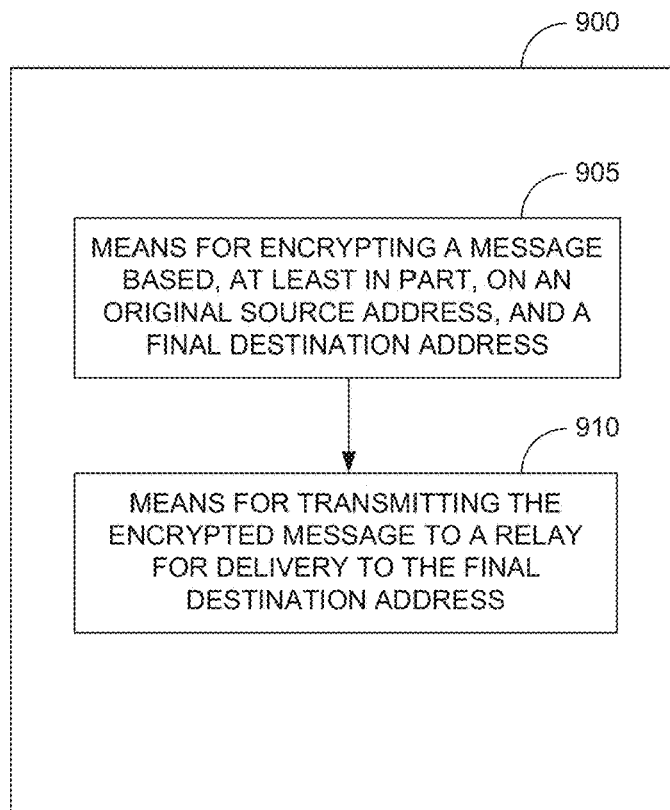 900
905
MEANS FOR ENCRYPTING A MESSAGE
BASED, AT LEAST IN PART, ON AN
ORIGINAL SOURCE ADDRESS, AND A
FINAL DESTINATION ADDRESS
910
MEANS FOR TRANSMITTING THE
ENCRYPTED MESSAGE TO A RELAY
FOR DELIVERY TO THE FINAL
DESTINATION ADDRESS